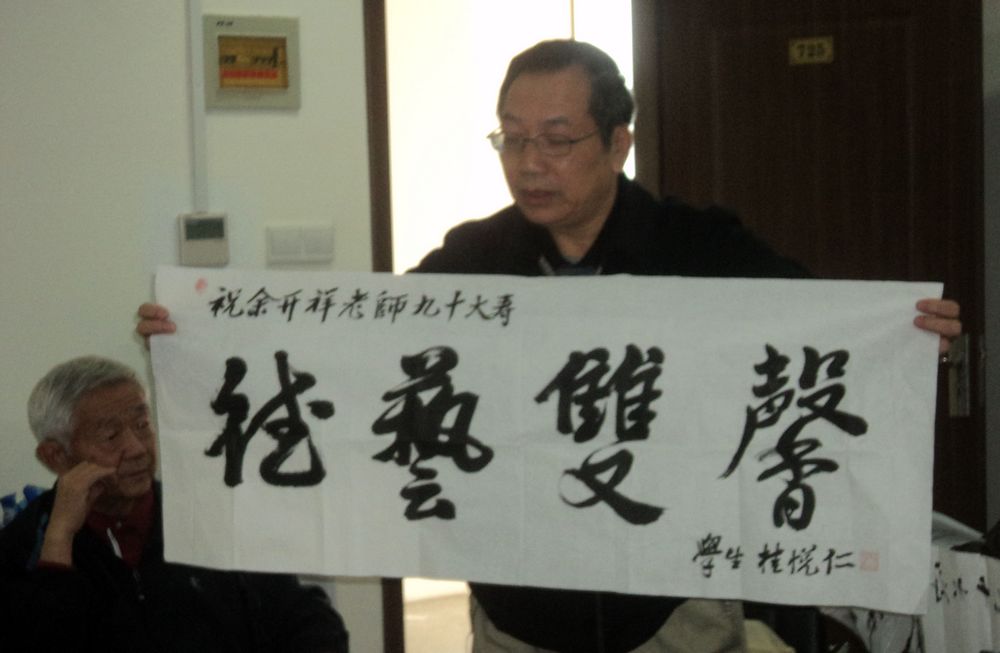 725
祝余开祥老師九十大寿
德藝雙馨
學生 桂悦仁